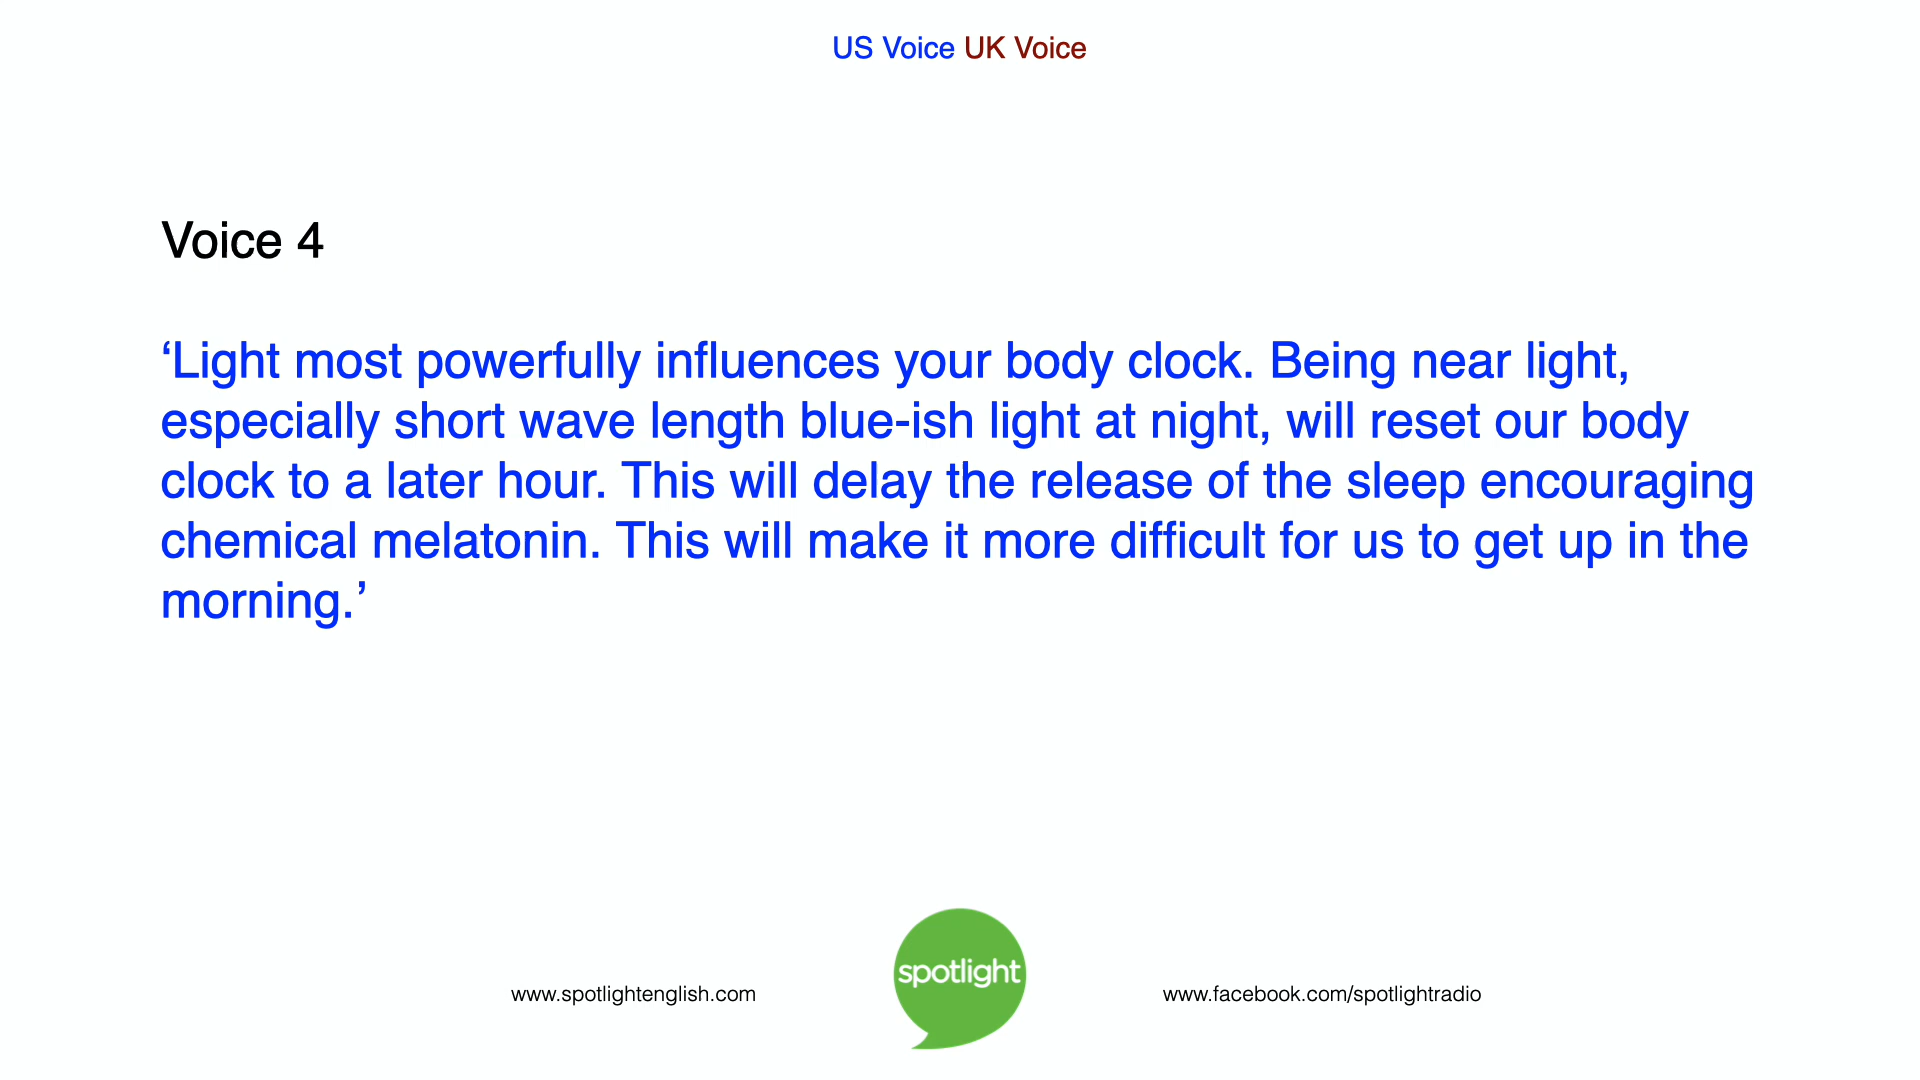 US Voice UK Voice
Voice 4
‘Light most powerfully influences your body clock. Being near light,
especially short wave length blue-ish light at night, will reset our body
clock to a later hour. This will delay the release of the sleep encouraging
chemical melatonin. This will make it more difficult for us to get up in the
morning.’
spotlight
www.spotlightenglish.com
www.facebook.com/spotlightradio